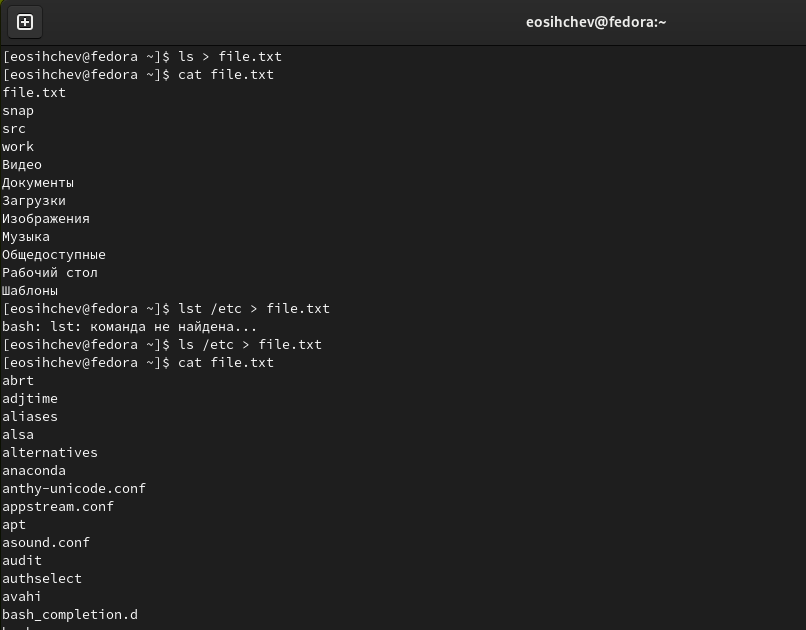 eosihchev@fedora:~
[eosihchev@fedora ~]$ ls > file.txt
[eosihchev@fedora ~]$ cat file.txt
file.txt
snap
src
work
Видео
Документы
Загрузки
Изображения
Музыка
Общедоступные
Рабочий стол
Шаблоны
[eosihchev@fedora ~]$ lst /etc > file.txt
bash: lst: команда не найдена...
[eosihchev@fedora ~]$ ls /etc > file.txt
[eosihchev@fedora ~]$ cat file.txt
abrt
adjtime
aliases
alsa
alternatives
anaconda
anthy-unicode.conf
appstream.conf
apt
asound.conf
audit
authselect
avahi
bash_completion.d